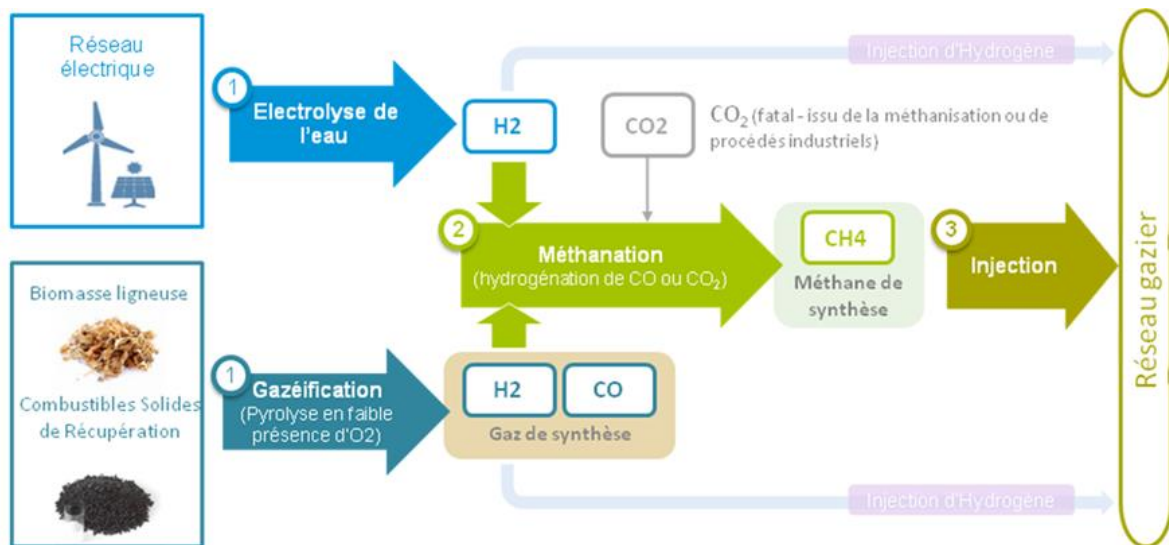 Réseau
électrique
1
Electrolyse de
l'eau
H2
Injection d'Hydrogène
CO2
CO₂ (fatal - issu de la méthanisation ou de
procédés industriels)
2
Méthanation
(hydrogénation de CO ou CO₂)
CH4
Méthane de
synthèse
3
Injection
Réseau gazier
Biomasse ligneuse
Combustibles Solides
de Récupération
1
Gazéification
(Pyrolyse en faible
présence d'O2)
H2
CO
Gaz de synthèse
Injection d'Hydrogène